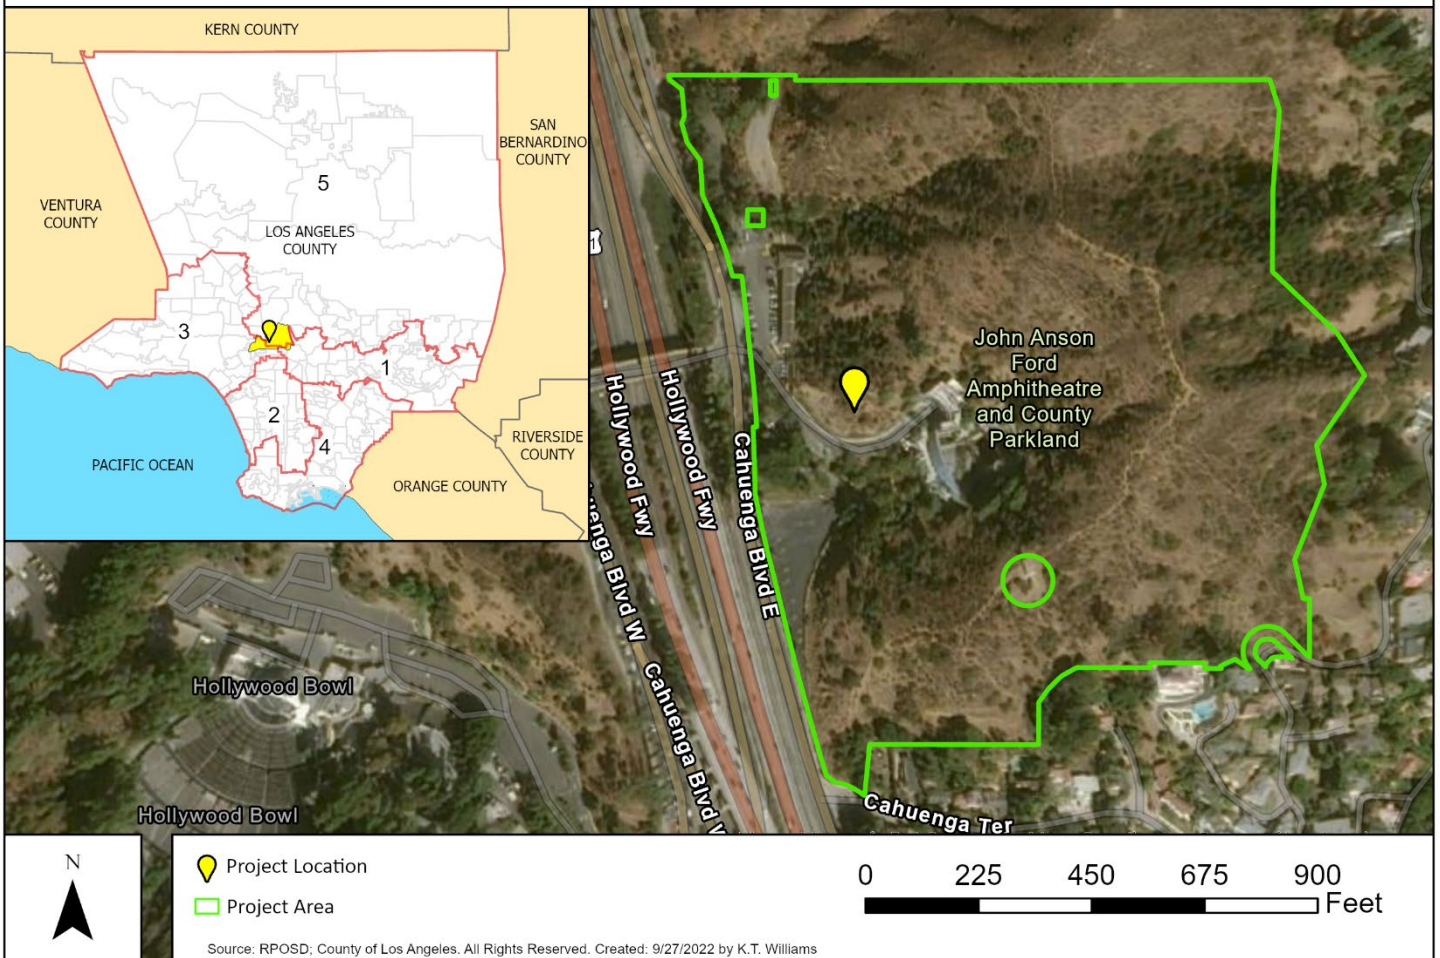 KERN COUNTY
SAN
BERNARDINO
COUNTY
VENTURA
COUNTY
5
LOS ANGELES
COUNTY
3
1
2
4
RIVERSIDE
COUNTY
PACIFIC OCEAN
ORANGE COUNTY
John Anson
Ford
Amphitheatre
and County
Parkland
Hollywood Fwy
Hollywood Fwy
Cahuenga Blvd E
uenga Blvd W
Cahuenga Blvd W
Cahuenga Ter
Hollywood Bowl
Hollywood Bowl
N
Project Location
Project Area
0 225 450 675 900
Feet
Source: RPOSD; County of Los Angeles. All Rights Reserved. Created: 9/27/2022 by K.T. Williams